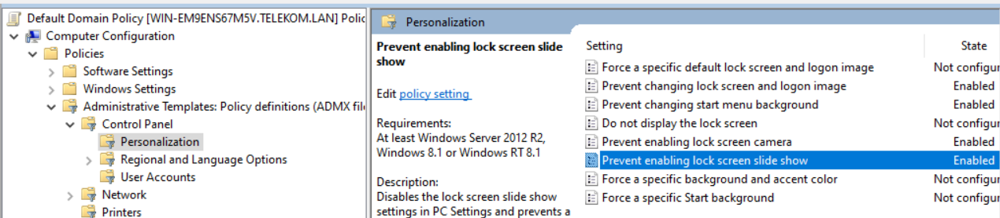 Default Domain Policy [WIN-EM9ENS67M5V.TELEKOM.LAN] Polic
Computer Configuration
Policies
Software Settings
Windows Settings
Administrative Templates: Policy definitions (ADMX file
Control Panel
Personalization
Regional and Language Options
User Accounts
Network
Printers
Personalization
Prevent enabling lock screen slide
show
Edit policy setting
Requirements:
At least Windows Server 2012 R2,
Windows 8.1 or Windows RT 8.1
Description:
Disables the lock screen slide show
settings in PC Settings and prevents a
Setting State
Force a specific default lock screen and logon image Not configur
Prevent changing lock screen and logon image Enabled
Prevent changing start menu background Enabled
Do not display the lock screen Not configur
Prevent enabling lock screen camera Enabled
Prevent enabling lock screen slide show Enabled
Force a specific background and accent color Not configur
Force a specific Start background Not configur